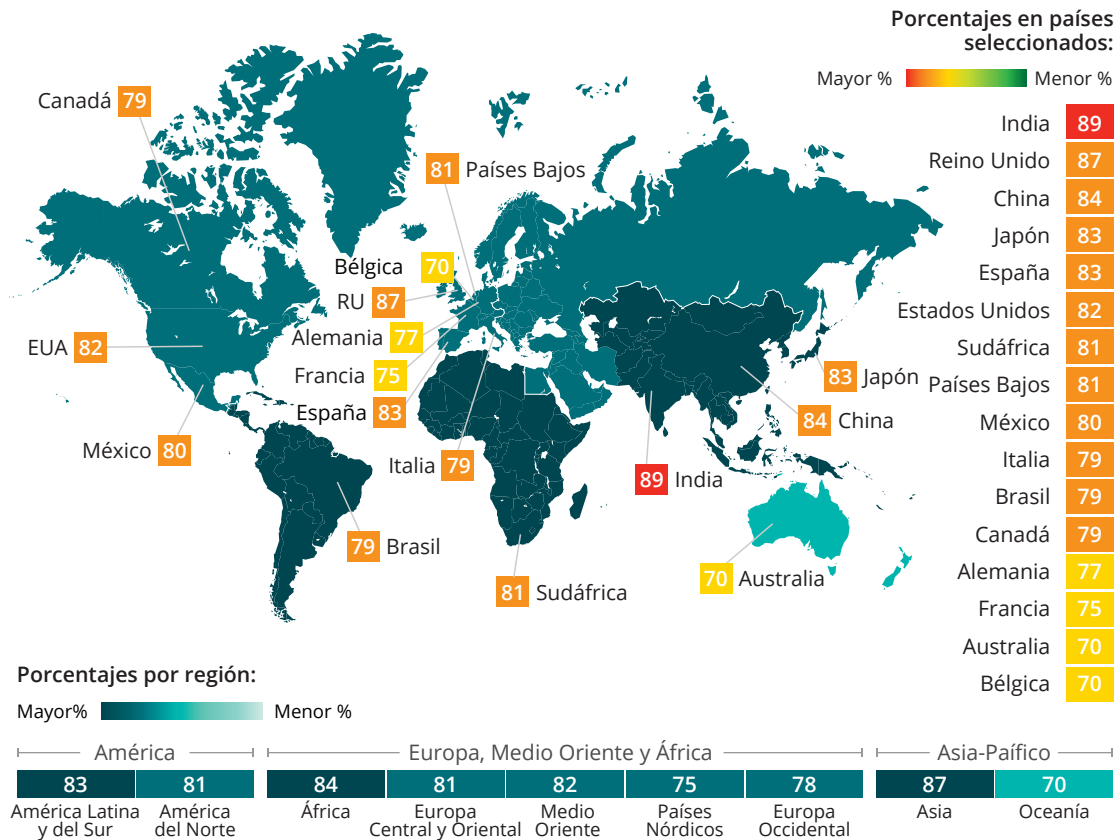 Porcentajes en países
seleccionados:
Mayor % Menor %
Canadá 79
81 Países Bajos
Bélgica 70
RU 87
Alemania 77
EUA 82
Francia 75
España 83
México 80
Italia 79
79 Brasil
81 Sudáfrica
89 India
83 Japón
84 China
70 Australia
India 89
Reino Unido 87
China 84
Japón 83
España 83
Estados Unidos 82
Sudáfrica 81
Países Bajos 81
México 80
Italia 79
Brasil 79
Canadá 79
Alemania 77
Francia 75
Australia 70
Bélgica 70
Porcentajes por región:
Mayor% Menor %
América
83 81
América Latina
y del Sur
América
del Norte
Europa, Medio Oriente y África
84 81 82 75 78
África
Europa
Central y Oriental
Medio
Oriente
Países
Nórdicos
Europa
Occidental
Asia-Paífico
87 70
Asia
Oceanía